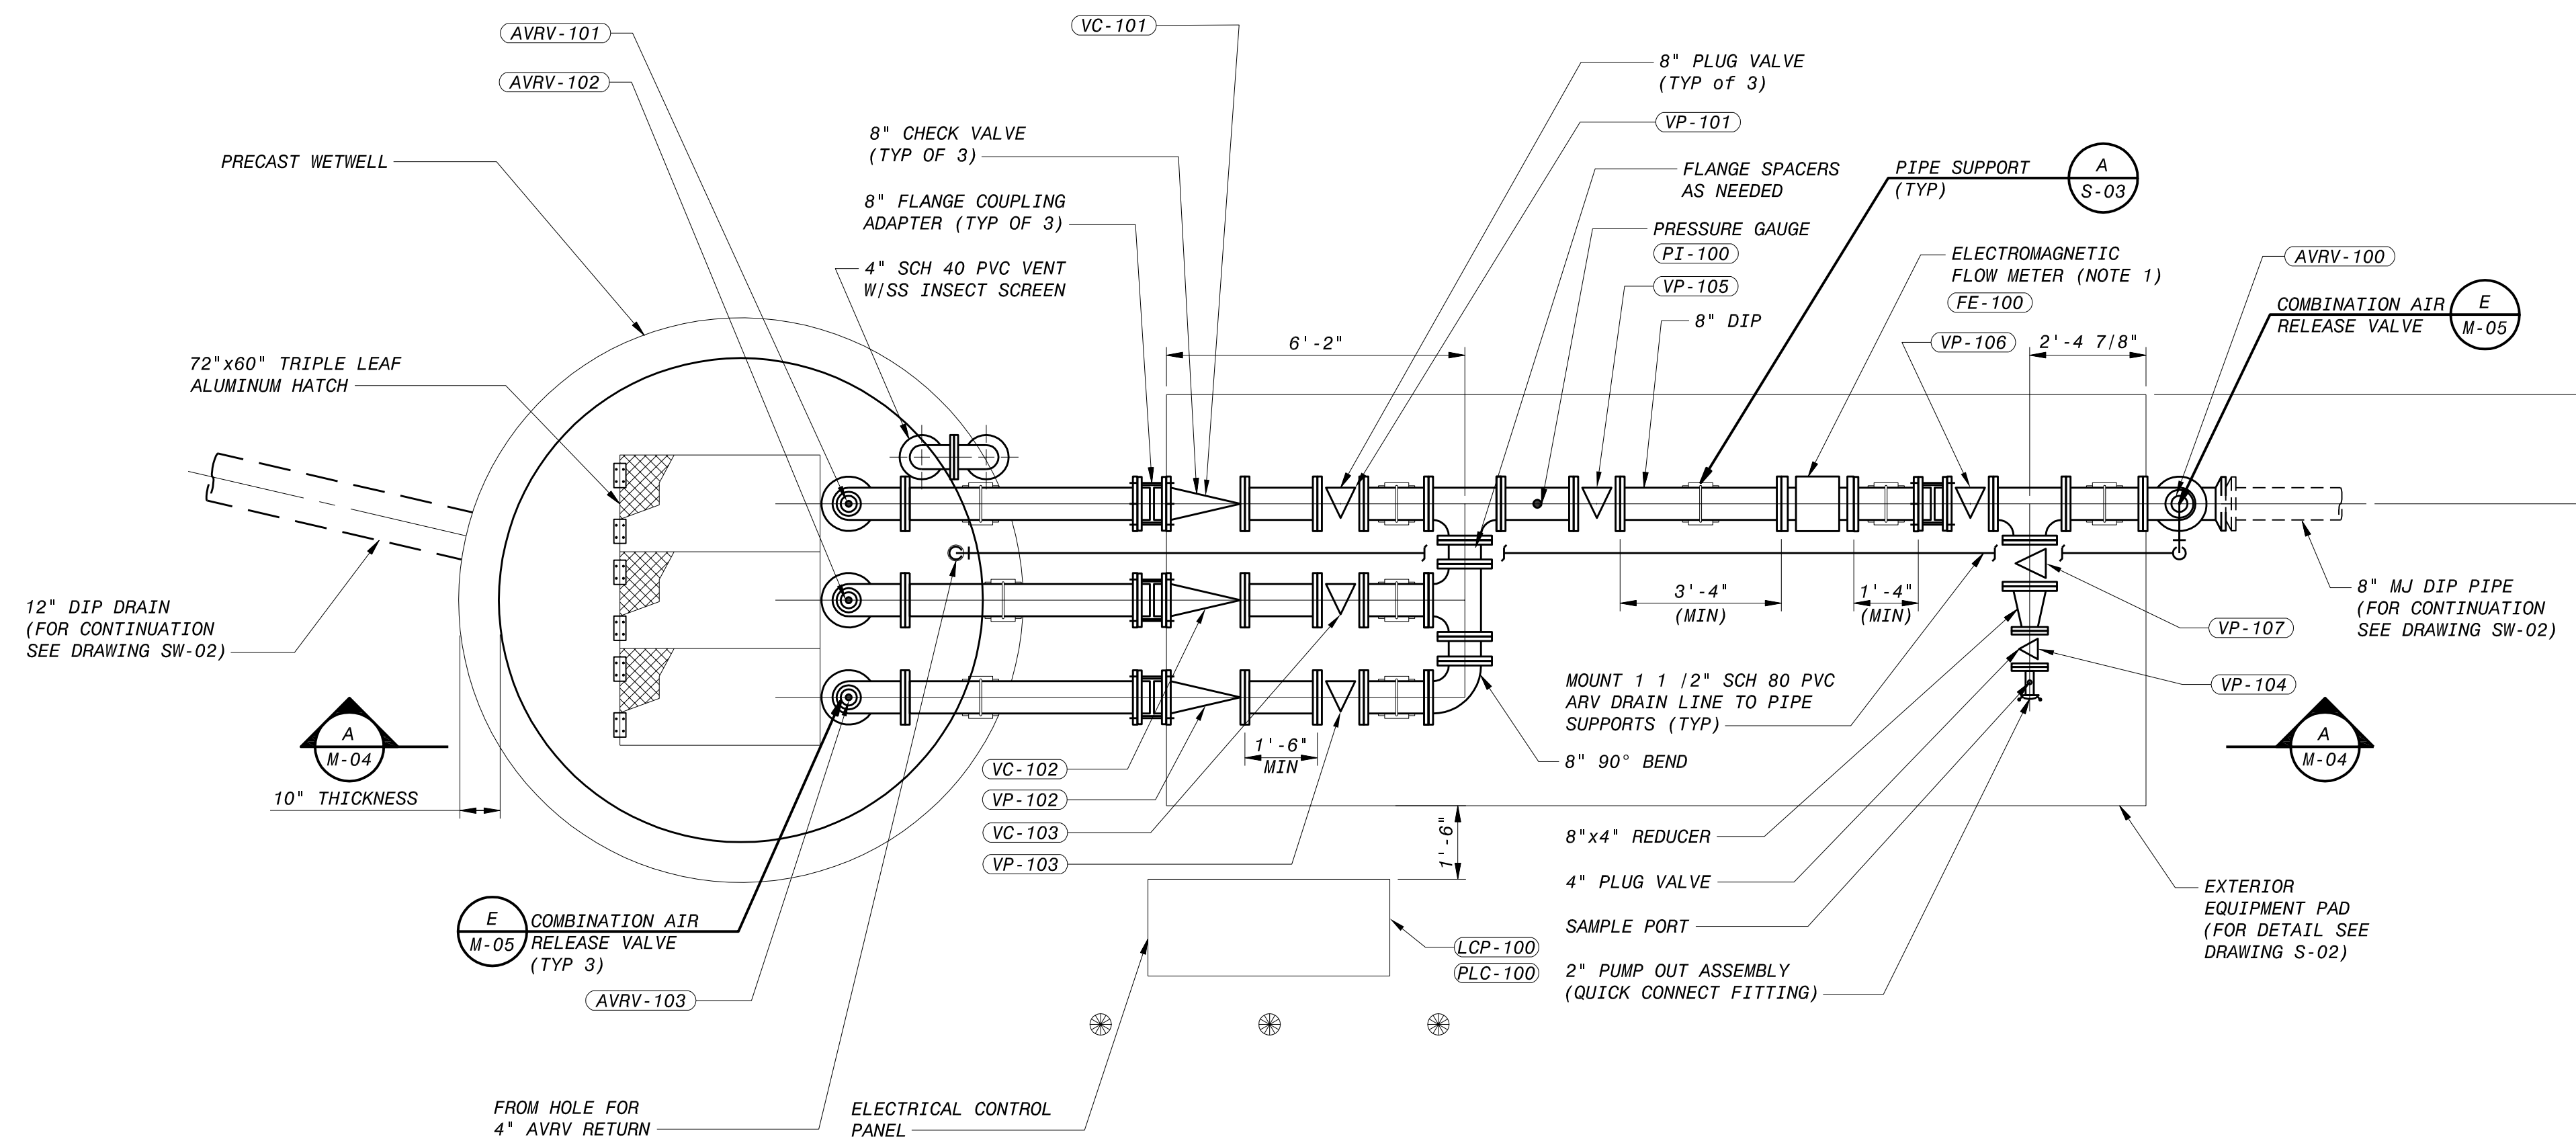 AVRV-101
AVRV-102
VC-101
8" PLUG VALVE
(TYP of 3)
VP-101
8" CHECK VALVE
(TYP OF 3)
PRECAST WETWELL
FLANGE SPACERS
AS NEEDED
PIPE SUPPORT
(TYP)
A
S-03
8" FLANGE COUPLING
ADAPTER (TYP OF 3)
PRESSURE GAUGE
PI-100
ELECTROMAGNETIC
FLOW METER (NOTE 1)
FE-100
AVRV-100
4" SCH 40 PVC VENT
W/SS INSECT SCREEN
VP-105
8" DIP
COMBINATION AIR
RELEASE VALVE
E
M-05
VP-106
6'-2"
2'-4 7/8"
72"x60" TRIPLE LEAF
ALUMINUM HATCH
12" DIP DRAIN
(FOR CONTINUATION
SEE DRAWING SW-02)
3'-4"
(MIN)
1'-4"
(MIN)
8" MJ DIP PIPE
(FOR CONTINUATION
SEE DRAWING SW-02)
VP-107
VP-104
MOUNT 1 1 /2" SCH 80 PVC
ARV DRAIN LINE TO PIPE
SUPPORTS (TYP)
A
M-04
A
M-04
1'-6"
MIN
8" 90° BEND
VC-102
VP-102
VC-103
VP-103
10" THICKNESS
1'-6"
8"x4" REDUCER
4" PLUG VALVE
SAMPLE PORT
2" PUMP OUT ASSEMBLY
(QUICK CONNECT FITTING)
EXTERIOR
EQUIPMENT PAD
(FOR DETAIL SEE
DRAWING S-02)
E
M-05
COMBINATION AIR
RELEASE VALVE
(TYP 3)
AVRV-103
LCP-100
PLC-100
FROM HOLE FOR
4" AVRV RETURN
ELECTRICAL CONTROL
PANEL